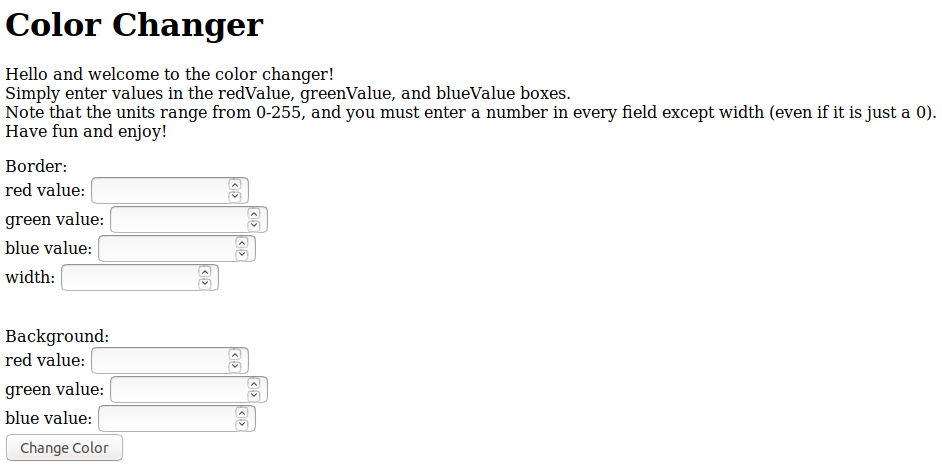 Color Changer
Hello and welcome to the color changer!
Simply enter values in the redValue, greenValue, and blueValue boxes.
Note that the units range from 0-255, and you must enter a number in every field except width (even if it is just a 0).
Have fun and enjoy!
Border:
red value:
green value:
blue value:
width:
Background:
red value:
green value:
blue value:
Change Color